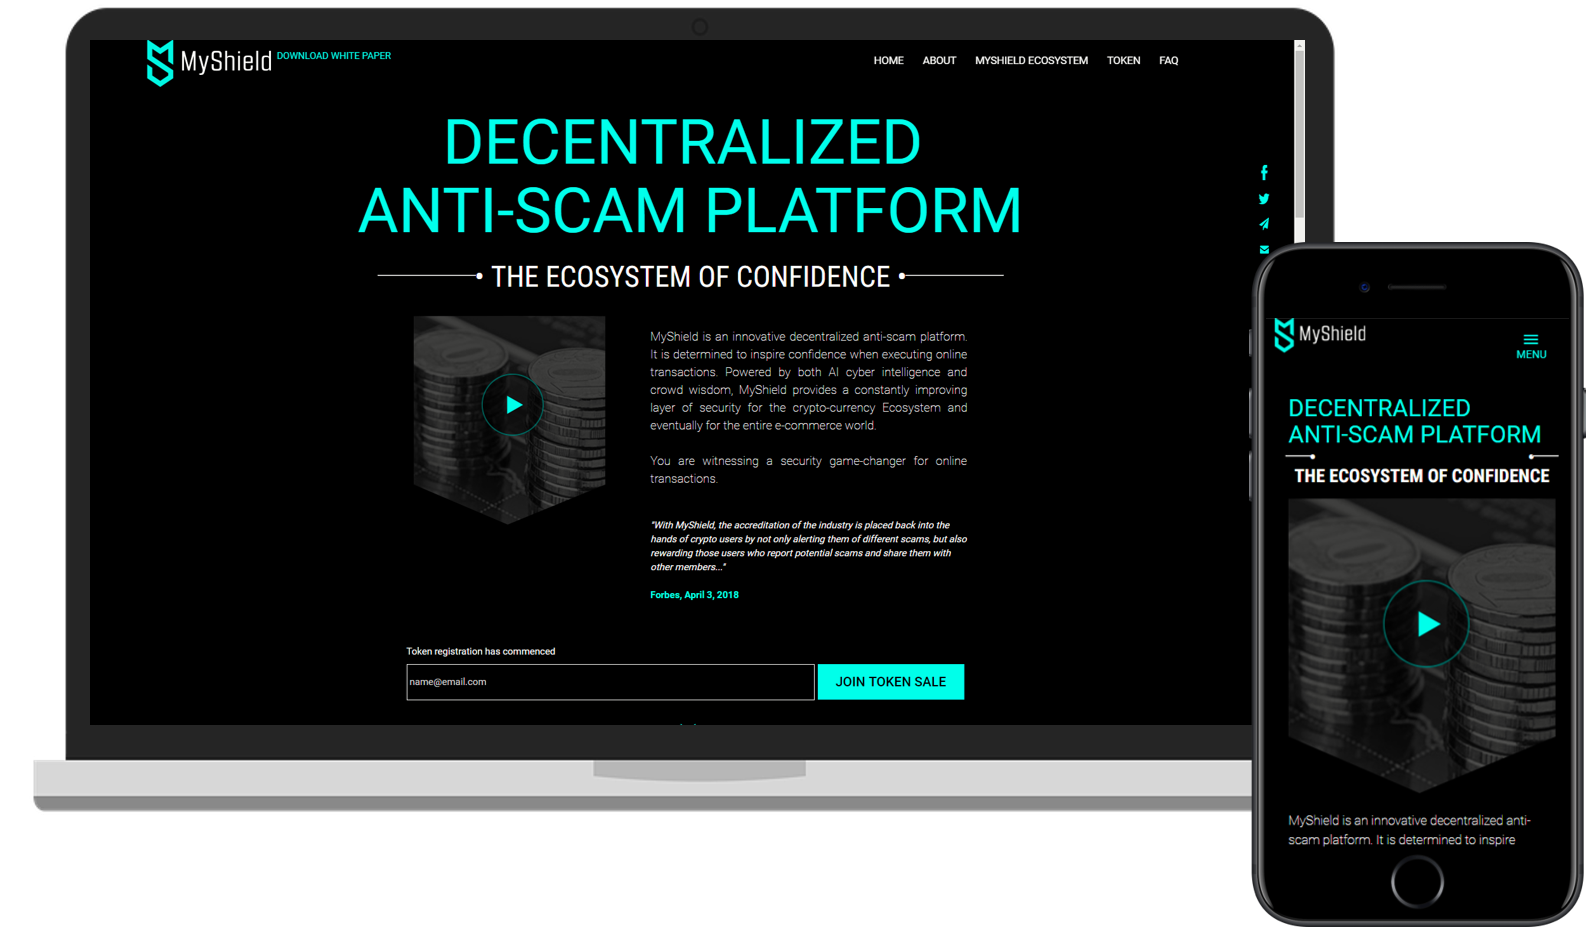 MyShield DOWNLOAD WHITE PAPER
HOME ABOUT MYSHIELD ECOSYSTEM TOKEN FAQ
DECENTRALIZED
ANTI-SCAM PLATFORM
THE ECOSYSTEM OF CONFIDENCE
MyShield is an innovative decentralized anti-scam platform.
It is determined to inspire confidence when executing online
transactions. Powered by both AI cyber intelligence and
crowd wisdom, MyShield provides a constantly improving
layer of security for the crypto-currency Ecosystem and
eventually for the entire e-commerce world.
You are witnessing a security game-changer for online
transactions.
"With MyShield, the accreditation of the industry is placed back into the
hands of crypto users by not only alerting them of different scams, but also
rewarding those users who report potential scams and share them with
other members..."
Forbes, April 3, 2018
Token registration has commenced
name@email.com
JOIN TOKEN SALE
MyShield
MENU
DECENTRALIZED
ANTI-SCAM PLATFORM
THE ECOSYSTEM OF CONFIDENCE
MyShield is an innovative decentralized anti-
scam platform. It is determined to inspire